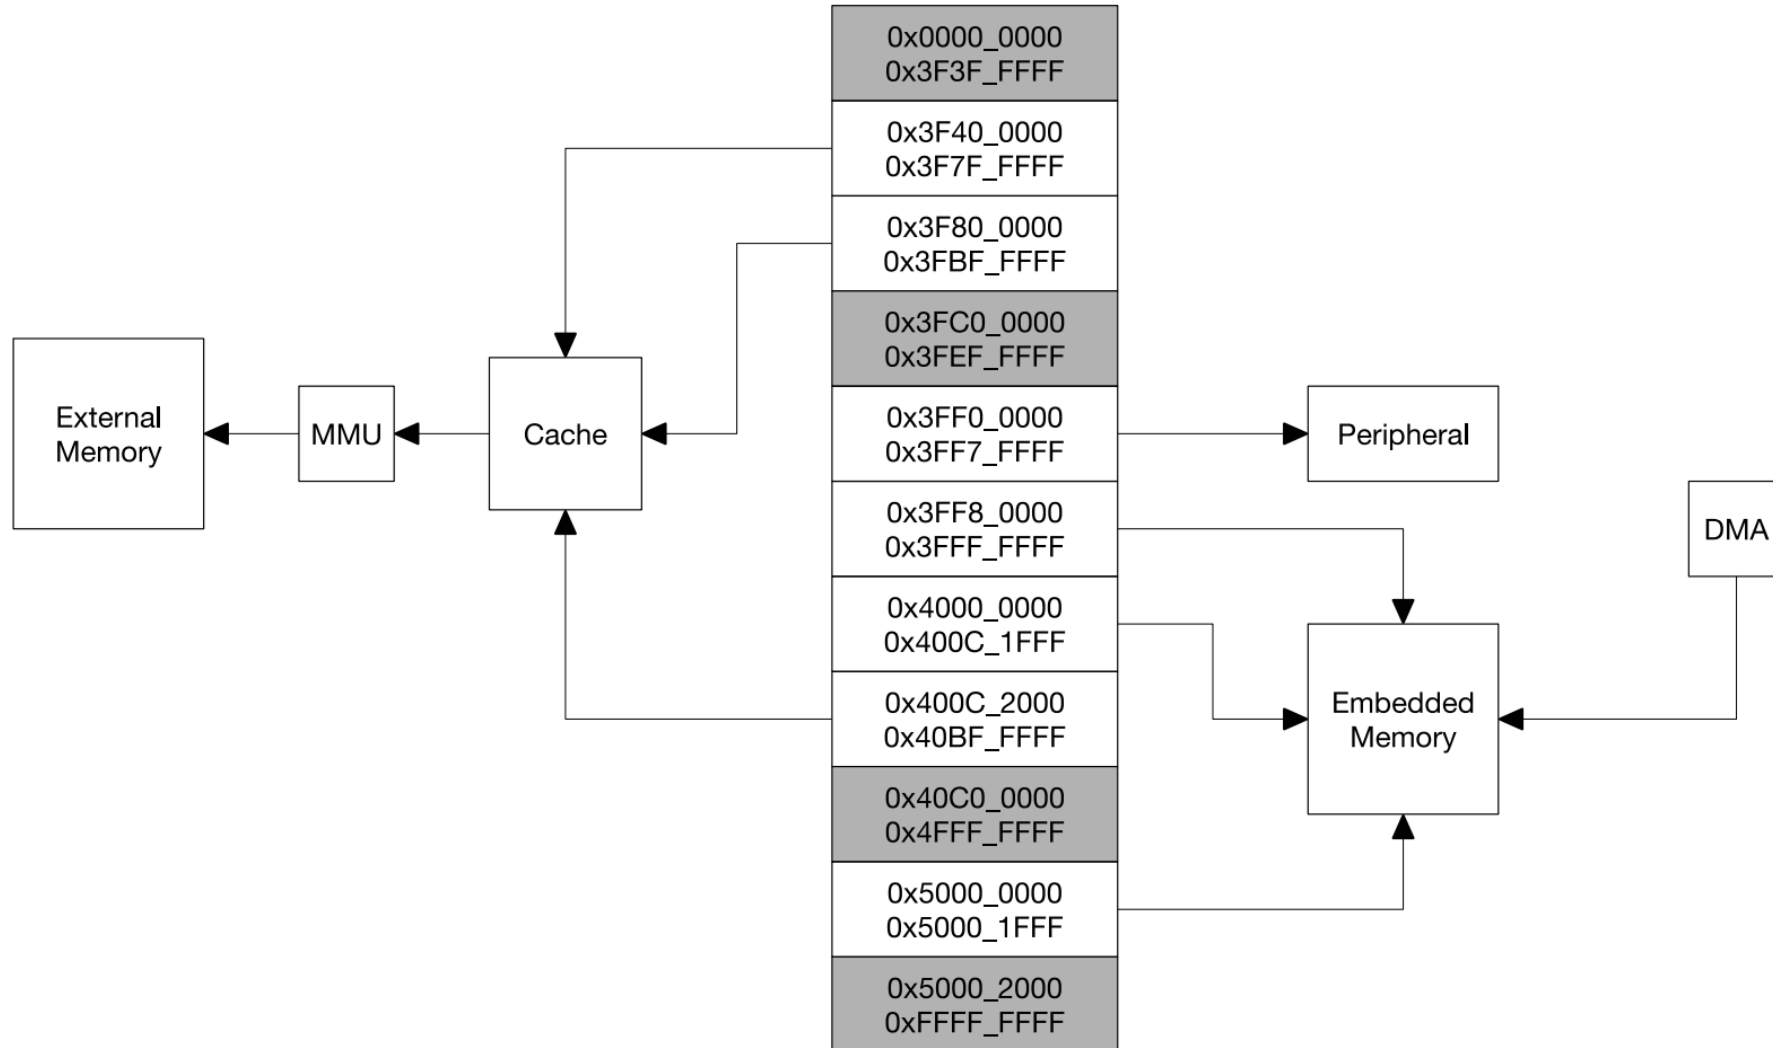 0x0000_0000
0x3F3F_FFFF
0x3F40_0000
0x3F7F_FFFF
0x3F80_0000
0x3FBF_FFFF
0x3FC0_0000
0x3FEF_FFFF
0x3FF0_0000
0x3FF7_FFFF
0x3FF8_0000
0x3FFF_FFFF
0x4000_0000
0x400C_1FFF
0x400C_2000
0x40BF_FFFF
0x40C0_0000
0x4FFF_FFFF
0x5000_0000
0x5000_1FFF
0x5000_2000
0xFFFF_FFFF
External
Memory
MMU
Cache
Peripheral
DMA
Embedded
Memory